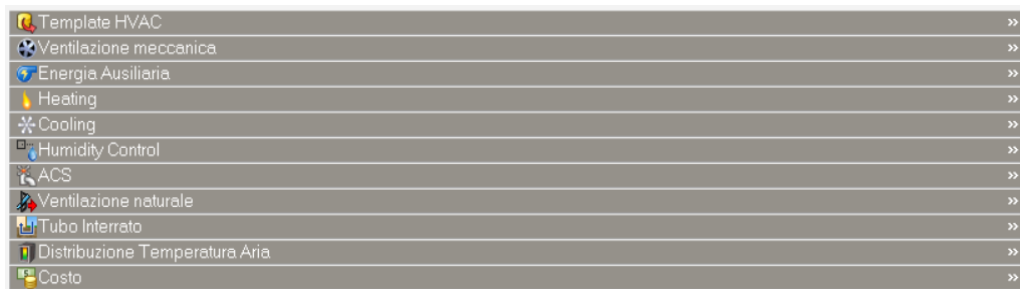 Template HVAC »
Ventilazione meccanica »
Energia Ausiliaria »
Heating »
Cooling »
Humidity Control »
ACS »
Ventilazione naturale »
Tubo Interrato »
Distribuzione Temperatura Aria »
Costo »